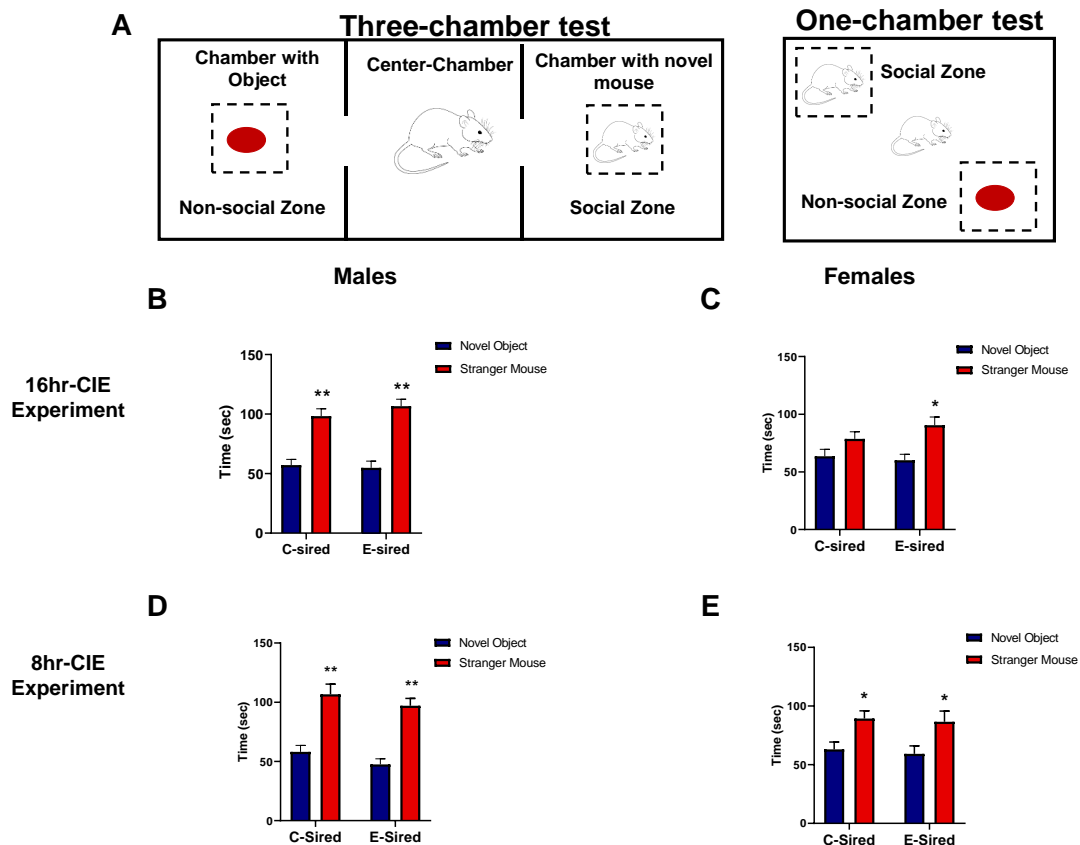 A
Three-chamber test
One-chamber test
Chamber with
Object
Center-Chamber
Chamber with novel
mouse
Non-social Zone
Social Zone
Social Zone
Non-social Zone
Males
Females
B
C
16hr-CIE
Experiment
Novel Object
Stranger Mouse
Time (sec)
150
100
50
0
**
**
C-sired
E-sired
Novel Object
Stranger Mouse
Time (sec)
150
100
50
0
*
C-sired
E-sired
D
E
8hr-CIE
Experiment
Novel Object
Stranger Mouse
Time (sec)
150
100
50
0
**
**
C-Sired
E-Sired
Novel Object
Stranger Mouse
Time (sec)
150
100
50
0
*
*
C-Sired
E-Sired